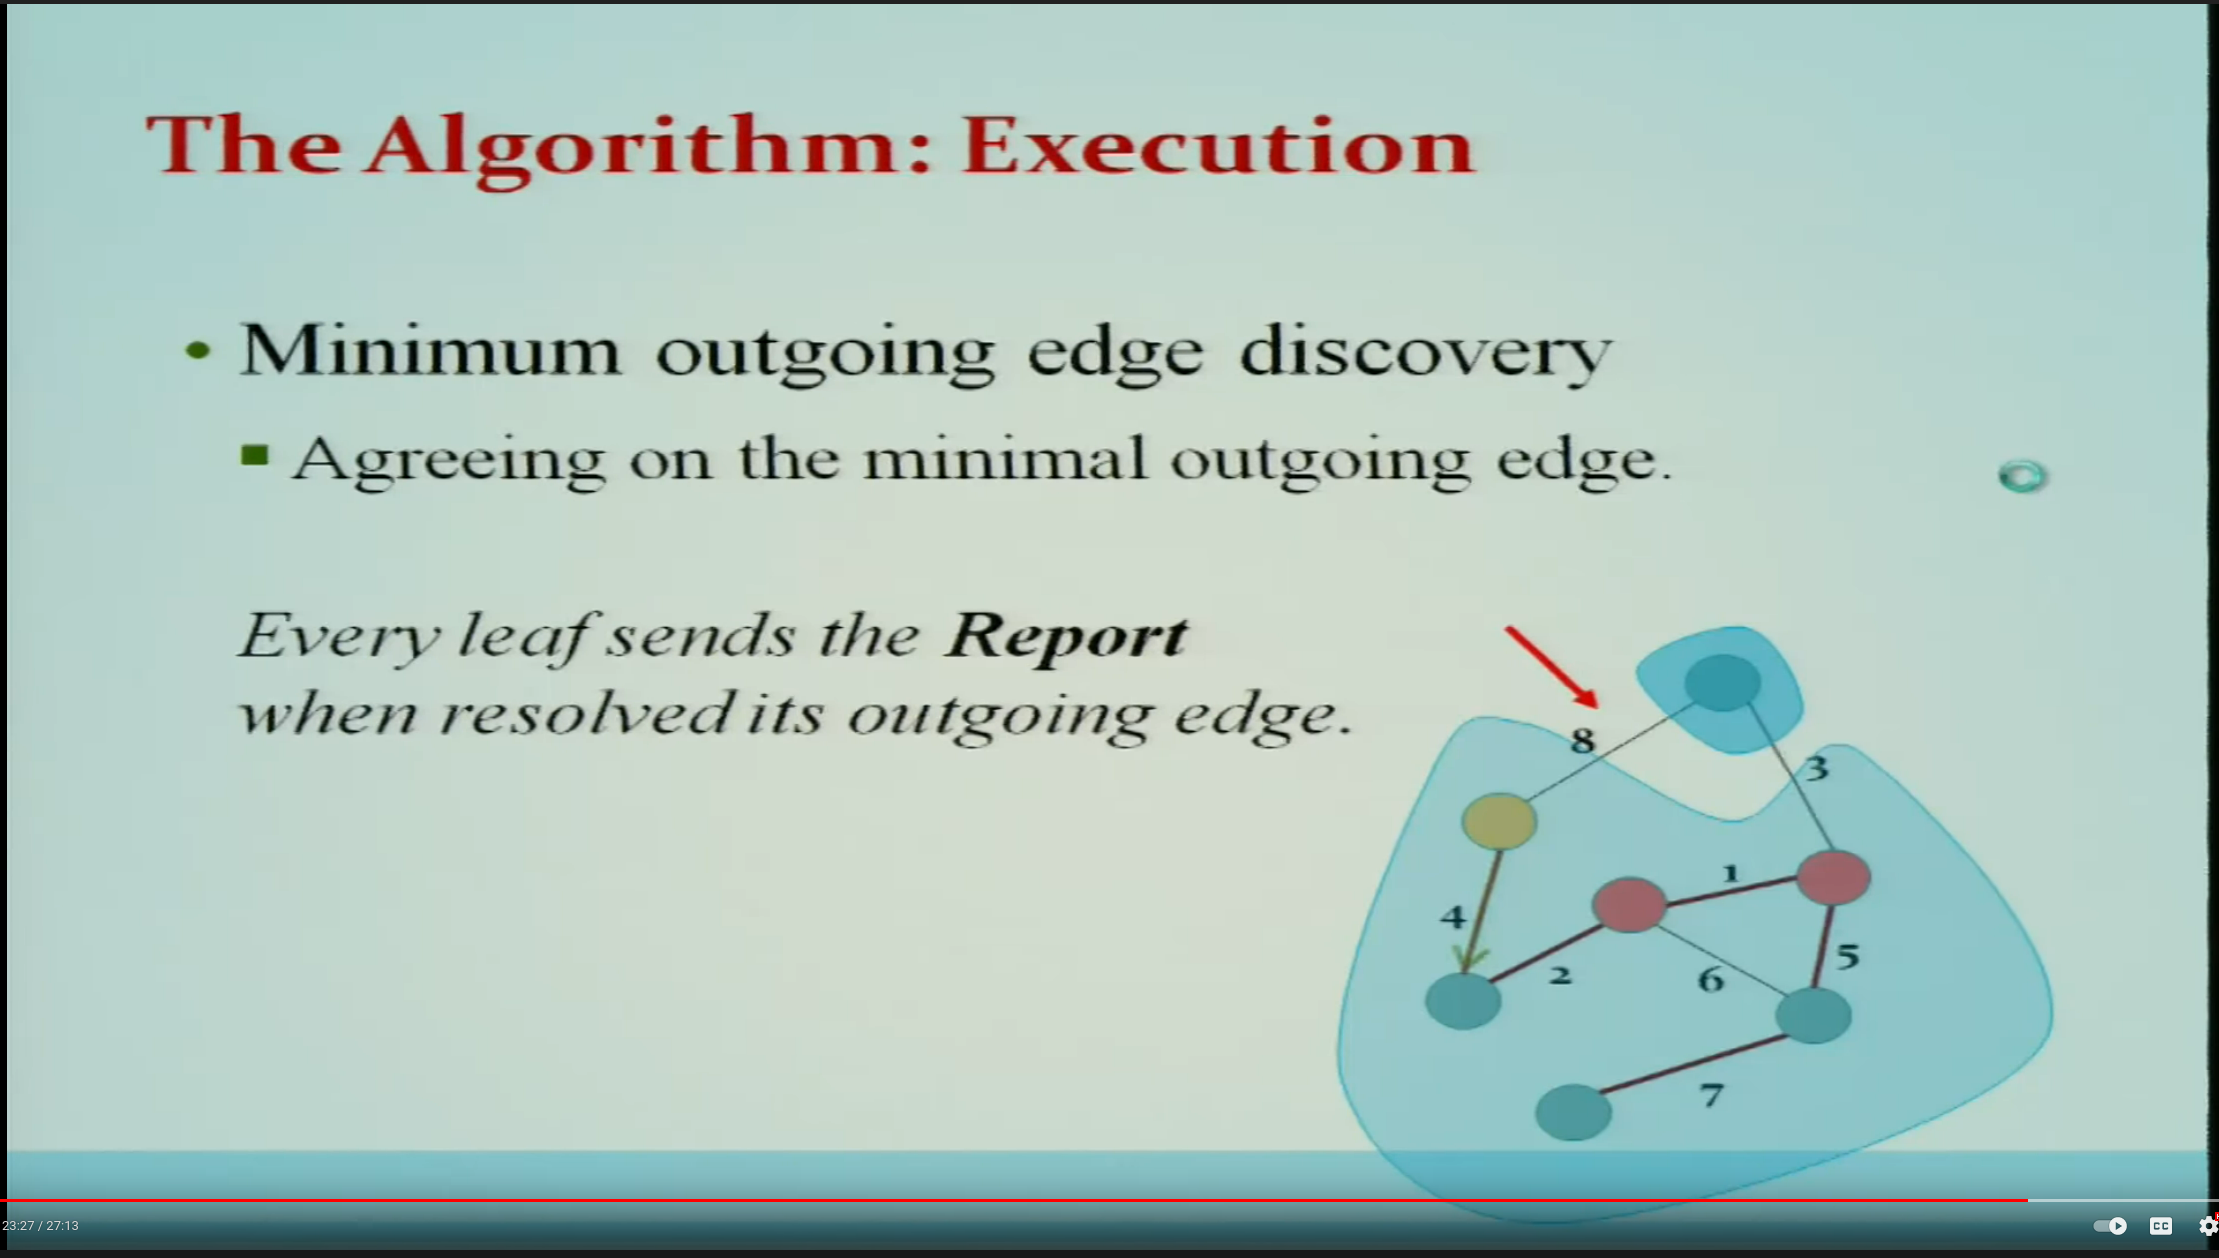 The Algorithm: Execution
• Minimum outgoing edge discovery
▪ Agreeing on the minimal outgoing edge.
Every leaf sends the Report
when resolved its outgoing edge.
8
3
1
4
5
2
6
7
23:27 / 27:13
CC